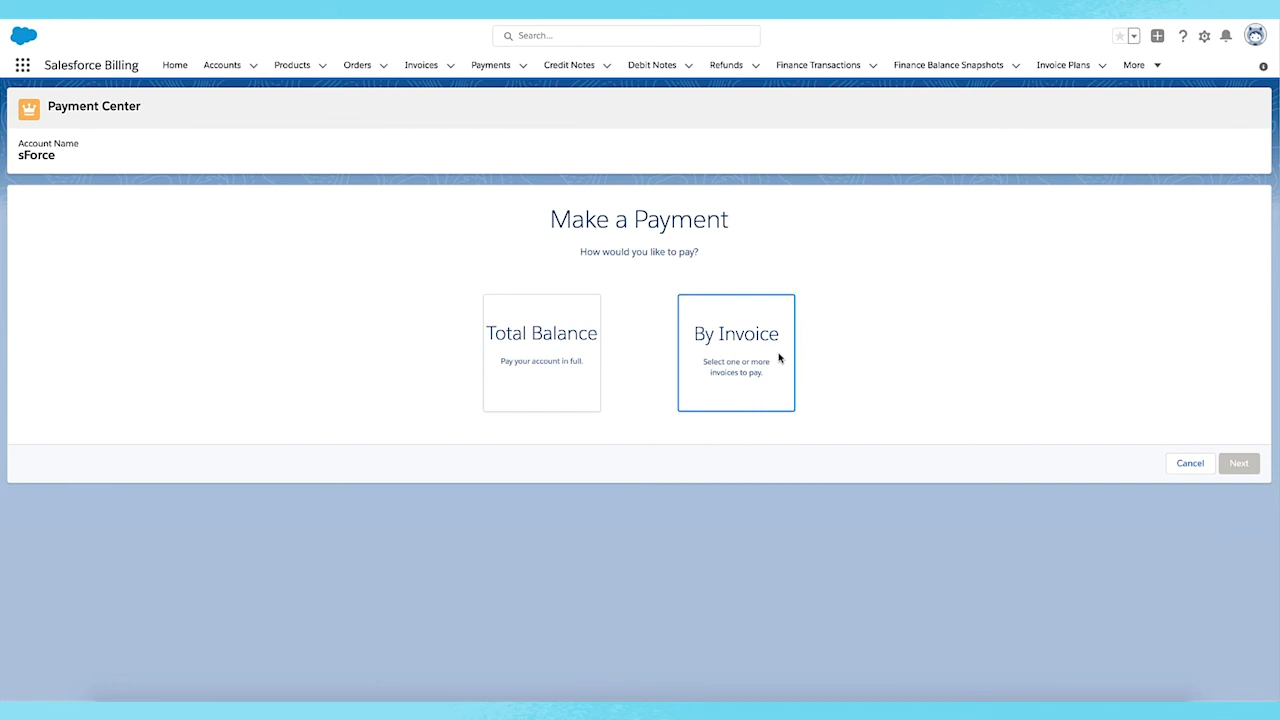 Search...
Salesforce Billing Home Accounts Products Orders Invoices Payments Credit Notes Debit Notes Refunds Finance Transactions Finance Balance Snapshots Invoice Plans More
Payment Center
Account Name
sForce
Make a Payment
How would you like to pay?
Total Balance
Pay your account in full.
By Invoice
Select one or more
invoices to pay.
Cancel Next